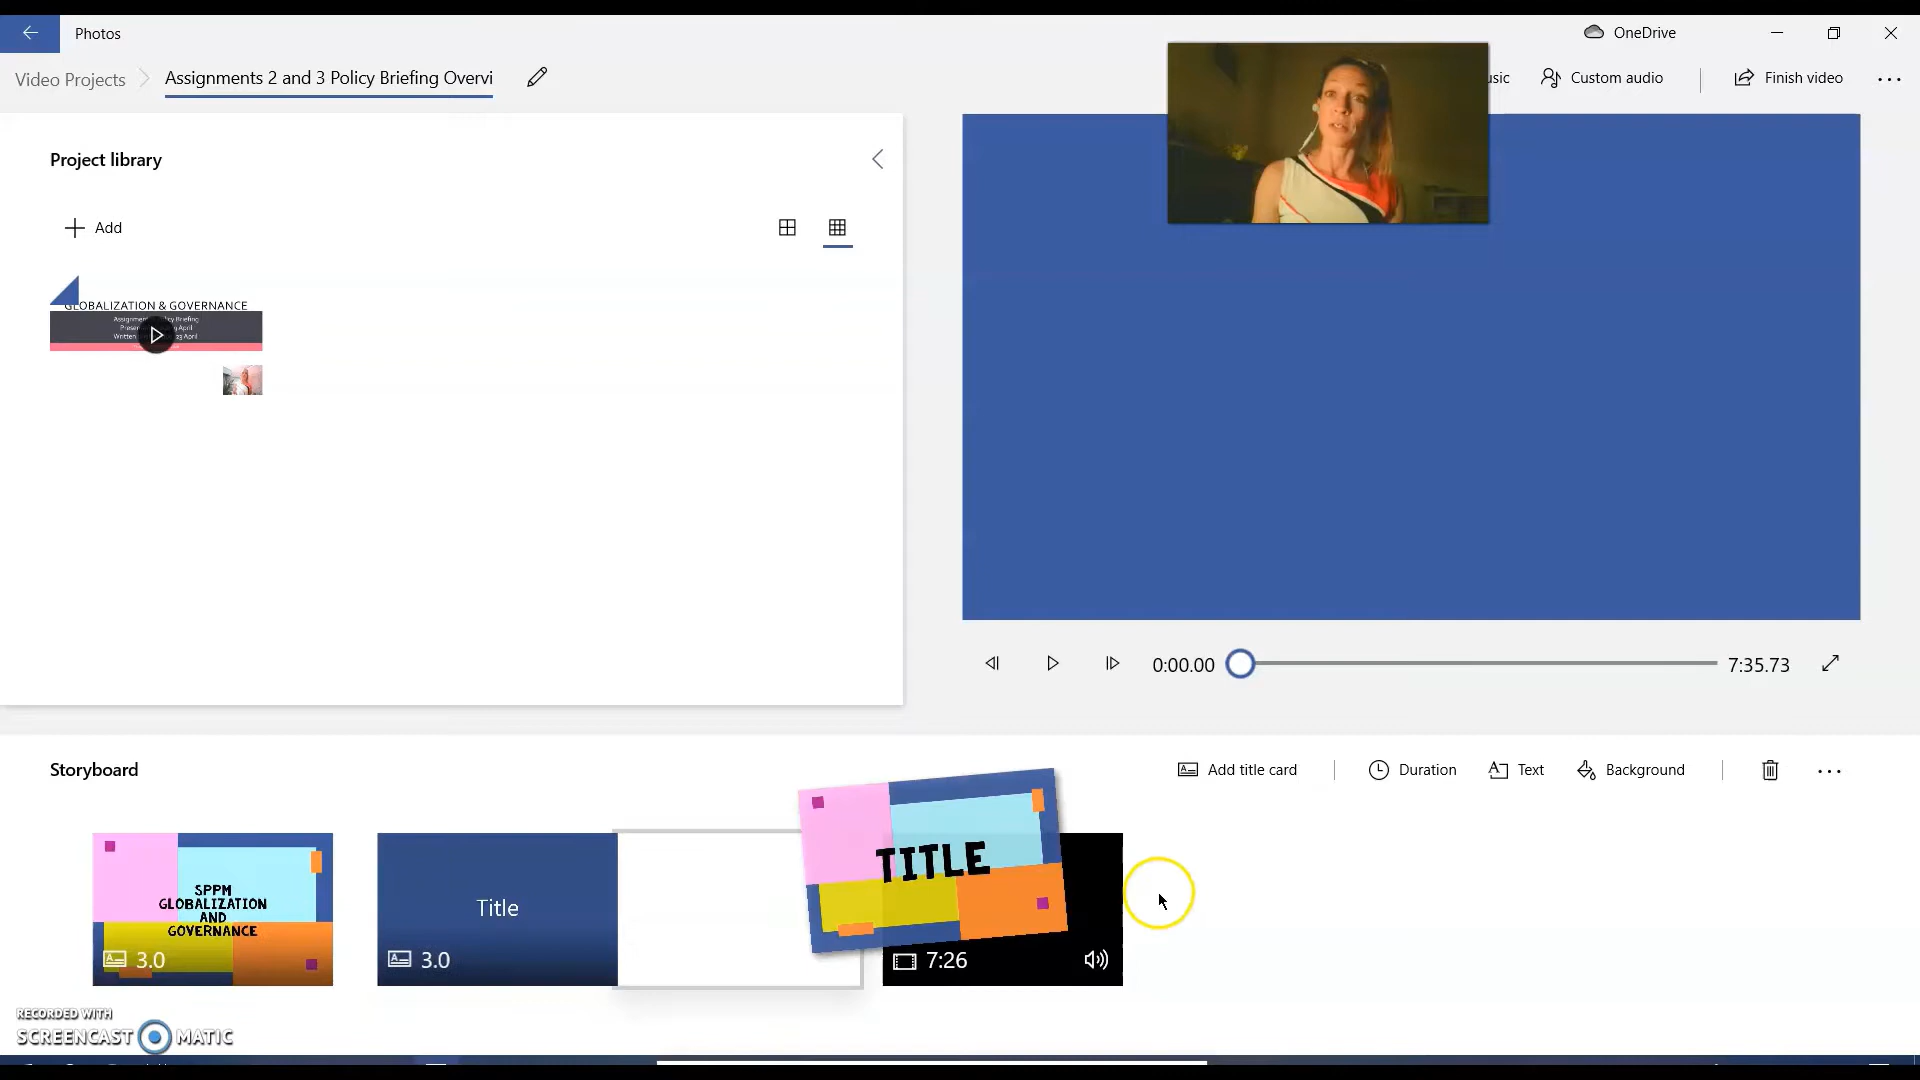 Photos
OneDrive
Video Projects
Assignments 2 and 3 Policy Briefing Overvi
usic
Custom audio
Finish video
Project library
Add
GLOBALIZATION & GOVERNANCE
0:00.00
7:35.73
Storyboard
Add title card
Duration
Text
Background
SPPM
GLOBALIZATION
AND
GOVERNANCE
3.0
Title
3.0
TITLE
7:26
RECORDED WITH
SCREENCAST MATIC